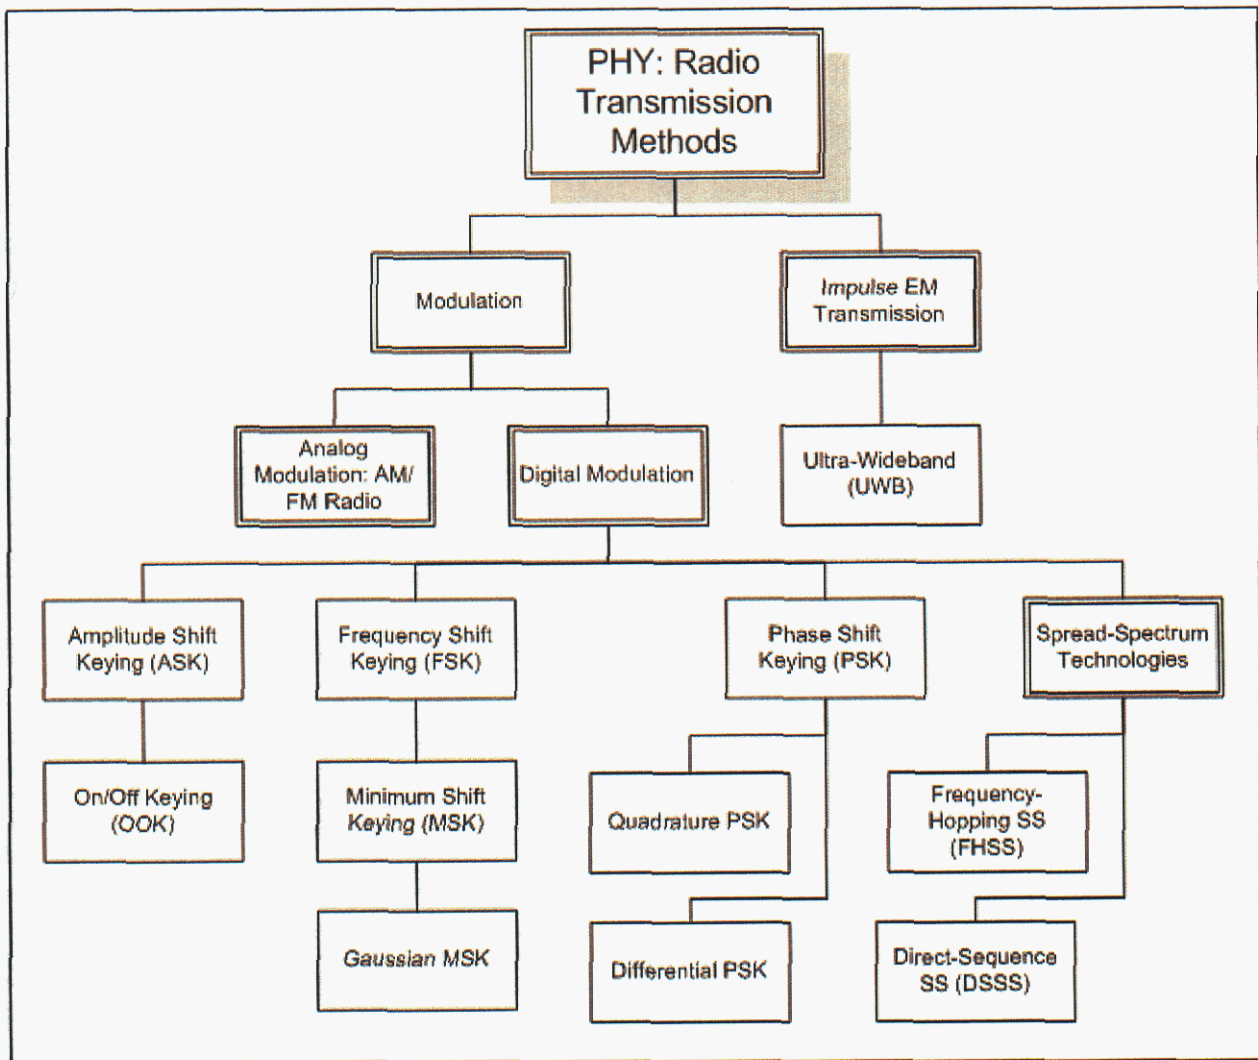 PHY: Radio
Transmission
Methods
Modulation
Impulse EM
Transmission
Analog
Modulation: AM/
FM Radio
Digital Modulation
Ultra-Wideband
(UWB)
Amplitude Shift
Keying (ASK)
Frequency Shift
Keying (FSK)
Phase Shift
Keying (PSK)
Spread-Spectrum
Technologies
On/Off Keying
(OOK)
Minimum Shift
Keying (MSK)
Quadrature PSK
Frequency-
Hopping SS
(FHSS)
Gaussian MSK
Differential PSK
Direct-Sequence
SS (DSSS)